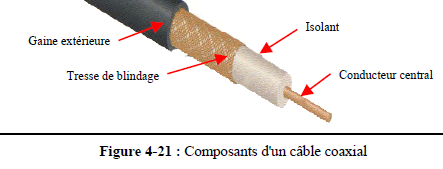 Isolant
Gaine extérieure
Tresse de blindage
Conducteur central
Figure 4-21 : Composants d'un câble coaxial